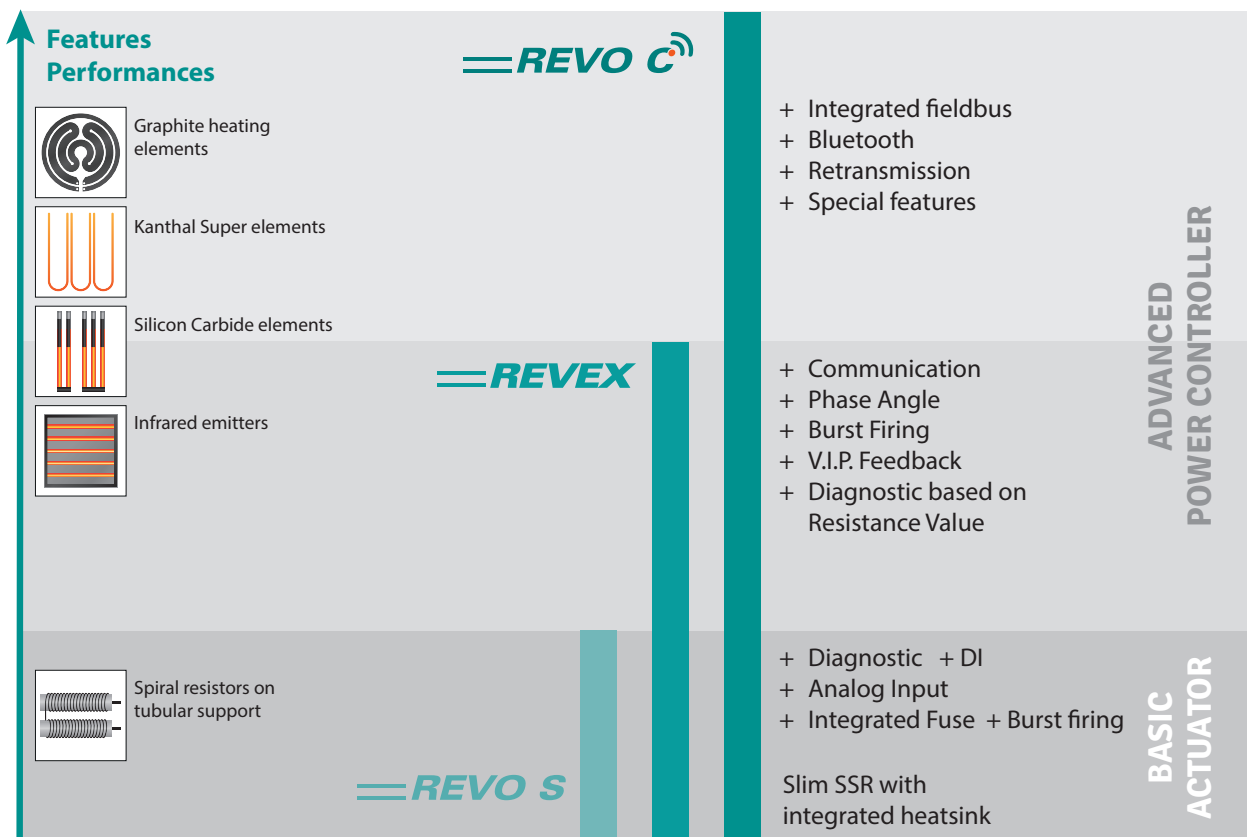 Features
Performances
REVO C
Graphite heating
elements
Kanthal Super elements
Silicon Carbide elements
+ Integrated fieldbus
+ Bluetooth
+ Retransmission
+ Special features
REVEX
Infrared emitters
+ Communication
+ Phase Angle
+ Burst Firing
+ V.I.P. Feedback
+ Diagnostic based on
Resistance Value
ADVANCED
POWER CONTROLLER
Spiral resistors on
tubular support
REVO S
+ Diagnostic + DI
+ Analog Input
+ Integrated Fuse + Burst firing
Slim SSR with
integrated heatsink
BASIC
ACTUATOR